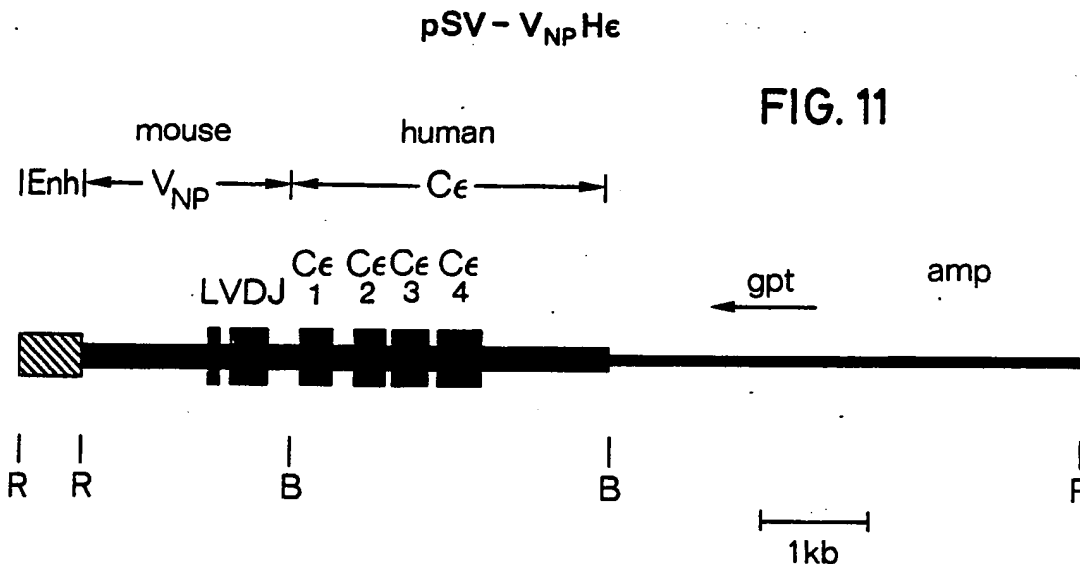 pSV - V_NP Hε
FIG. 11
mouse human
Enh V_NP Cε
LVDJ Cε 1 Cε 2 Cε 3 Cε 4 gpt amp
R R B B
1kb